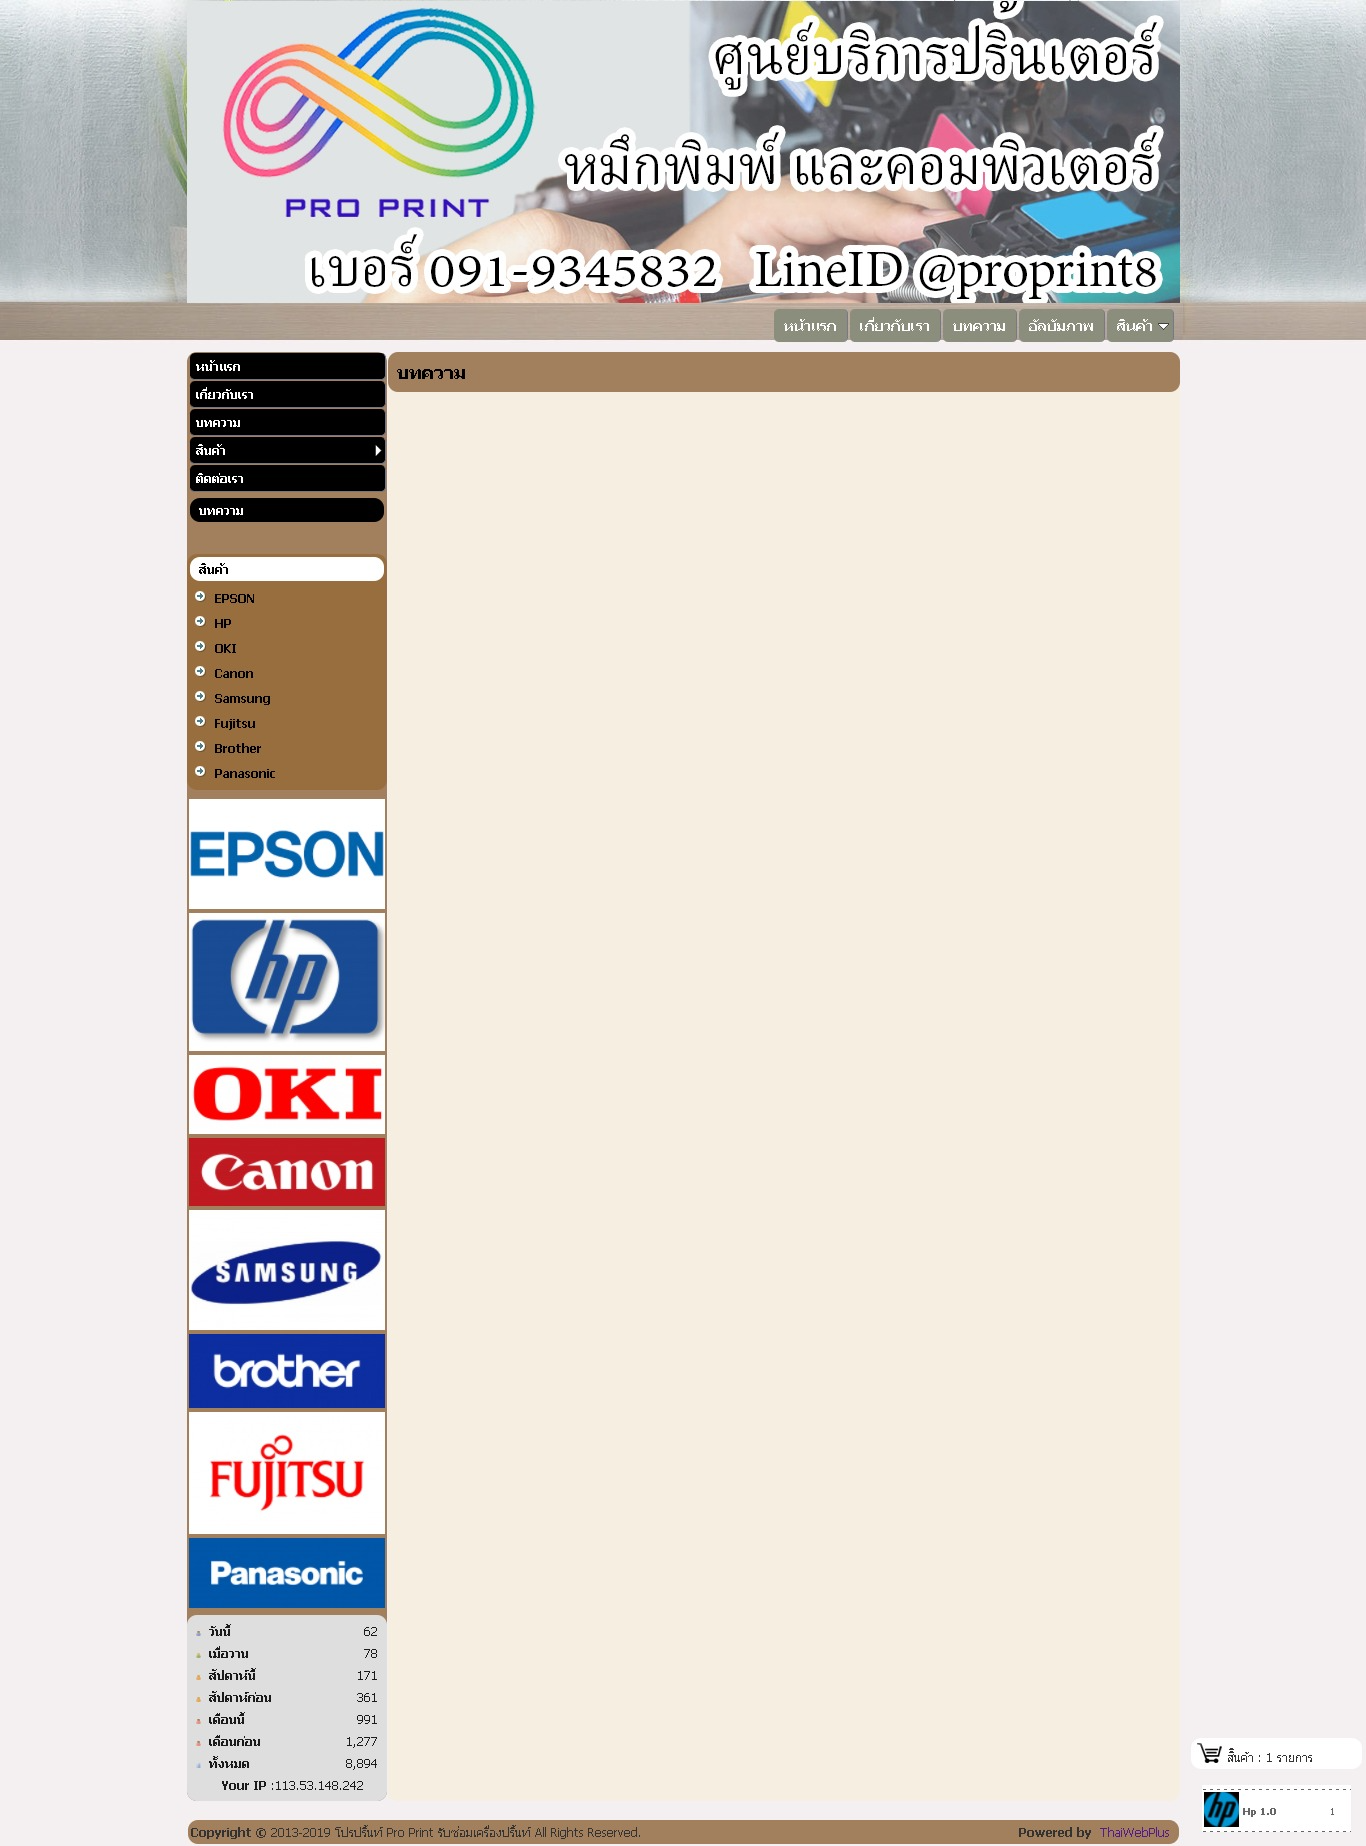 ศูนย์บริการปริ้นเตอร์
หมึกพิมพ์ และคอมพิวเตอร์
PRO PRINT
เบอร์ 091-9345832 LineID @proprint8
หน้าแรก เกี่ยวกับเรา บทความ อัลบัมภาพ สินค้า
หน้าแรก
เกี่ยวกับเรา
บทความ
สินค้า
ติดต่อเรา
บทความ
บทความ
สินค้า
EPSON
HP
OKI
Canon
Samsung
Fujitsu
Brother
Panasonic
EPSON
hp
OKI
Canon
SAMSUNG
brother
FUJITSU
Panasonic
วันนี้ 62
เมื่อวาน 78
สัปดาห์นี้ 171
สัปดาห์ก่อน 361
เดือนนี้ 991
เดือนก่อน 1,277
ทั้งหมด 8,894
Your IP :113.53.148.242
สินค้า : 1 รายการ
hp Hp 1.0 1
Copyright © 2013-2019 โปรปริ้นท์ Pro Print รับซ่อมเครื่องปริ้นท์ All Rights Reserved.
Powered by ThaiWebPlus